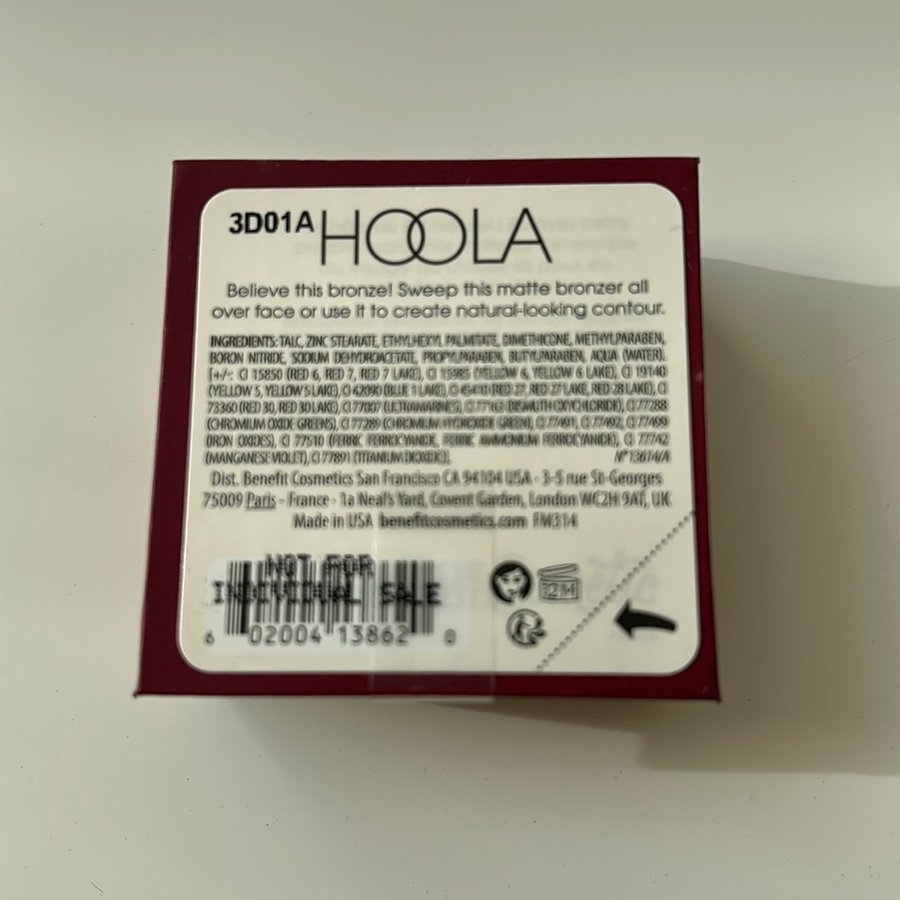 3D01A HOOLA
Believe this bronze! Sweep this matte bronzer all
over face or use it to create natural-looking contour.
INGREDIENTS: TALC, ZINC STEARATE, ETHYLHEXYL PALMITATE, DIMETHICONE, METHYLPARABEN,
BORON NITRIDE, SODIUM DEHYDROACETATE, PROPYLPARABEN, BUTYLPARABEN, AQUA (WATER).
[+/-: CI 15850 (RED 6, RED 7, RED 7 LAKE), CI 15985 (YELLOW 6, YELLOW 6 LAKE), CI 19140
(YELLOW 5, YELLOW 5 LAKE), CI 42090 (BLUE 1 LAKE), CI 45410 (RED 27, RED 27 LAKE, RED 28 LAKE), CI
73360 (RED 30, RED 30 LAKE), CI 77007 (ULTRAMARINES), CI 77163 (BISMUTH OXYCHLORIDE), CI 77288
(CHROMIUM OXIDE GREENS), CI 77289 (CHROMIUM HYDROXIDE GREEN), CI 77491, CI 77492, CI 77499
(IRON OXIDES), CI 77510 (FERRIC FERROCYANIDE, FERRIC AMMONIUM FERROCYANIDE), CI 77742
(MANGANESE VIOLET), CI 77891 (TITANIUM DIOXIDE)]. N° 13614/A
Dist. Benefit Cosmetics San Francisco CA 94104 USA - 3-5 rue St-Georges
75009 Paris - France - 1a Neal's Yard, Covent Garden, London WC2H 9AT, UK
Made in USA benefitcosmetics.com FM314
NOT FOR
INDIVIDUAL SALE
6 02004 13862 0
12M